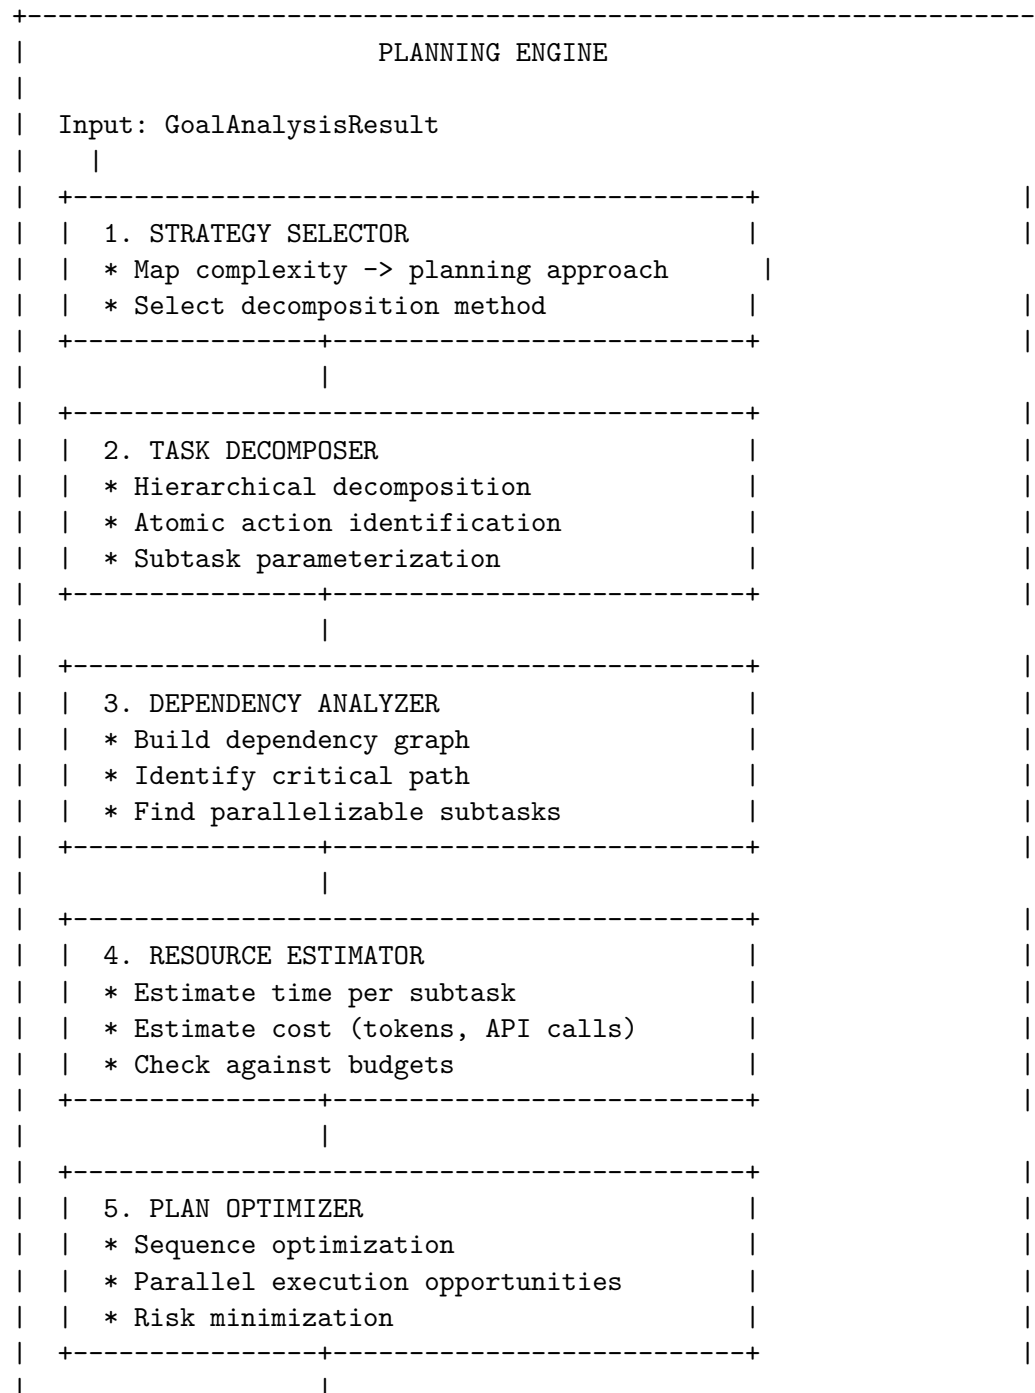 +------------------------------------------------------------------
| PLANNING ENGINE
|
| Input: GoalAnalysisResult
| |
| +--------------------------------------------+ |
| | 1. STRATEGY SELECTOR | |
| | * Map complexity -> planning approach |
| | * Select decomposition method | |
| +----------------+---------------------------+ |
| |
| +--------------------------------------------+ |
| | 2. TASK DECOMPOSER | |
| | * Hierarchical decomposition | |
| | * Atomic action identification | |
| | * Subtask parameterization | |
| +----------------+---------------------------+ |
| |
| +--------------------------------------------+ |
| | 3. DEPENDENCY ANALYZER | |
| | * Build dependency graph | |
| | * Identify critical path | |
| | * Find parallelizable subtasks | |
| +----------------+---------------------------+ |
| |
| +--------------------------------------------+ |
| | 4. RESOURCE ESTIMATOR | |
| | * Estimate time per subtask | |
| | * Estimate cost (tokens, API calls) | |
| | * Check against budgets | |
| +----------------+---------------------------+ |
| |
| +--------------------------------------------+ |
| | 5. PLAN OPTIMIZER | |
| | * Sequence optimization | |
| | * Parallel execution opportunities | |
| | * Risk minimization | |
| +----------------+---------------------------+ |
| |